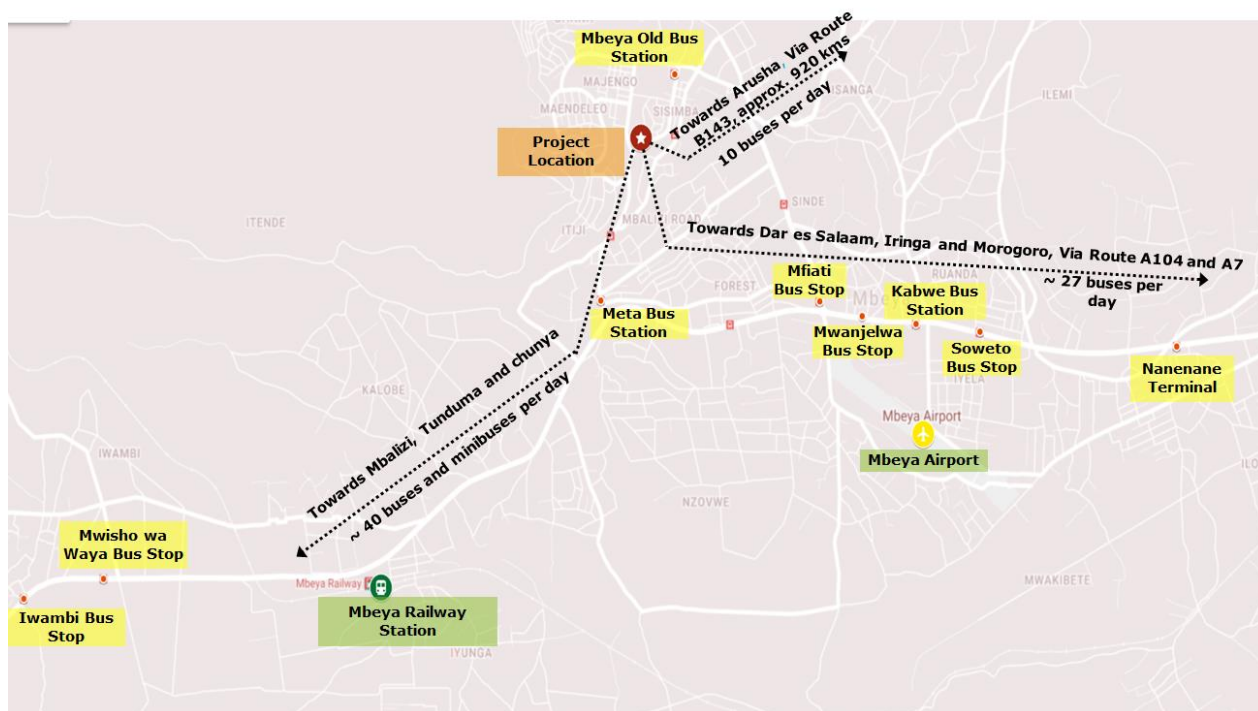 Mbeya Old Bus
Station
MAJENGO
MAENDELEO
SISIMBA
ISANGA
ILEMI
Towards Arusha, Via Route
B143, approx. 920 kms
10 buses per day
Project
Location
ITENDE
ITIJI
MBALIZI ROAD
SINDE
Towards Dar es Salaam, Iringa and Morogoro, Via Route A104 and A7
~ 27 buses per
day
RUANDA
FOREST
Mfiati
Bus Stop
Mbeya
Kabwe Bus
Station
Meta Bus
Station
Mwanjelwa
Bus Stop
Soweto
Bus Stop
IYELA
Nanenane
Terminal
KALOBE
Towards Mbalizi, Tunduma and chunya
~ 40 buses and minibuses per day
Mbeya Airport
Mbeya Airport
IWAMBI
NZOVWE
Mwisho wa
Waya Bus Stop
Mbeya Railway
MWAKIBETE
Iwambi Bus
Stop
Mbeya Railway
Station
IYUNGA